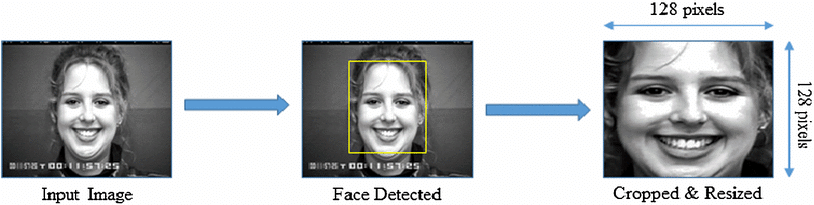 128 pixels
128 pixels
Input Image
Face Detected
Cropped & Resized